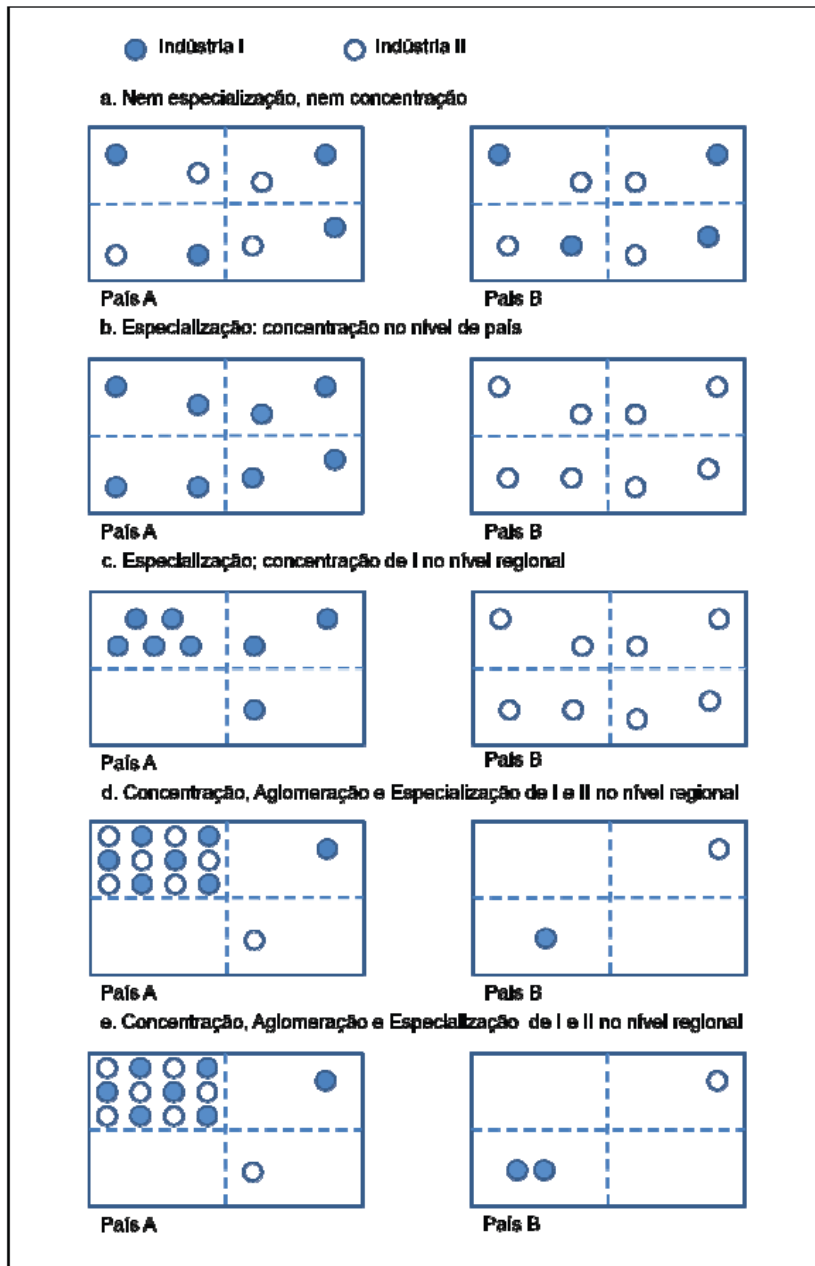 Indústria I Indústria II
a. Nem especialização, nem concentração
País A País B
b. Especialização: concentração no nível de país
País A País B
c. Especialização; concentração de I no nível regional
País A País B
d. Concentração, Aglomeração e Especialização de I e II no nível regional
País A País B
e. Concentração, Aglomeração e Especialização de I e II no nível regional
País A País B